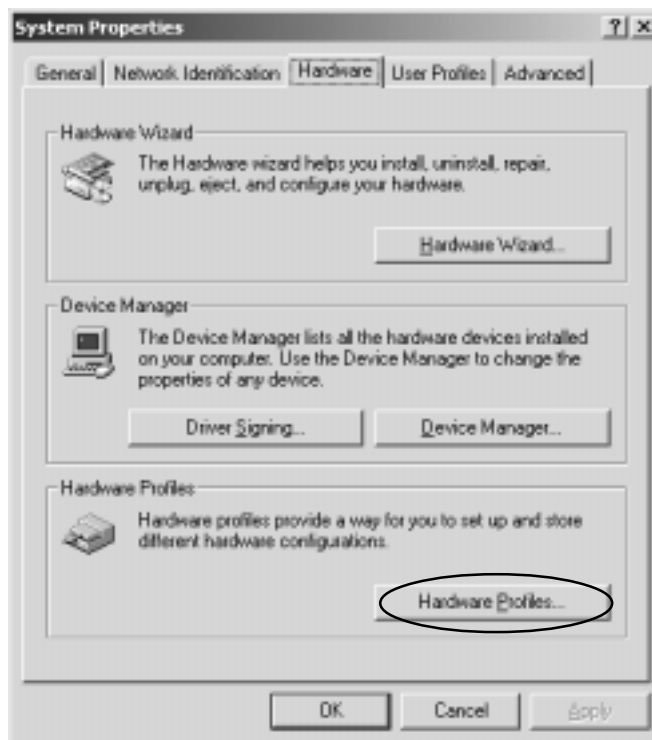 System Properties
? ×
General Network Identification Hardware User Profiles Advanced
Hardware Wizard
The Hardware wizard helps you install, uninstall, repair,
unplug, eject, and configure your hardware.
Hardware Wizard...
Device Manager
The Device Manager lists all the hardware devices installed
on your computer. Use the Device Manager to change the
properties of any device.
Driver Signing... Device Manager...
Hardware Profiles
Hardware profiles provide a way for you to set up and store
different hardware configurations.
Hardware Profiles...
OK Cancel Apply